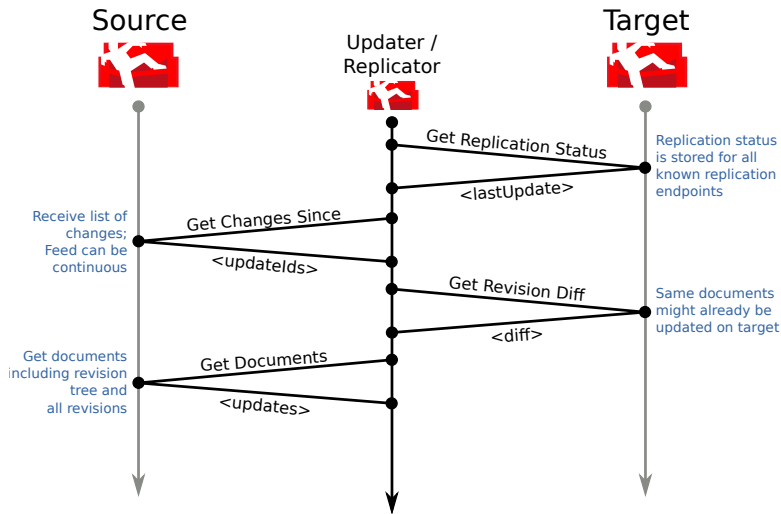 Source
Updater /
Replicator
Target
Get Replication Status
<lastUpdate>
Replication status
is stored for all
known replication
endpoints
Receive list of
changes;
Feed can be
continuous
Get Changes Since
<updateIds>
Get Revision Diff
<diff>
Same documents
might already be
updated on target
Get documents
including revision
tree and
all revisions
Get Documents
<updates>